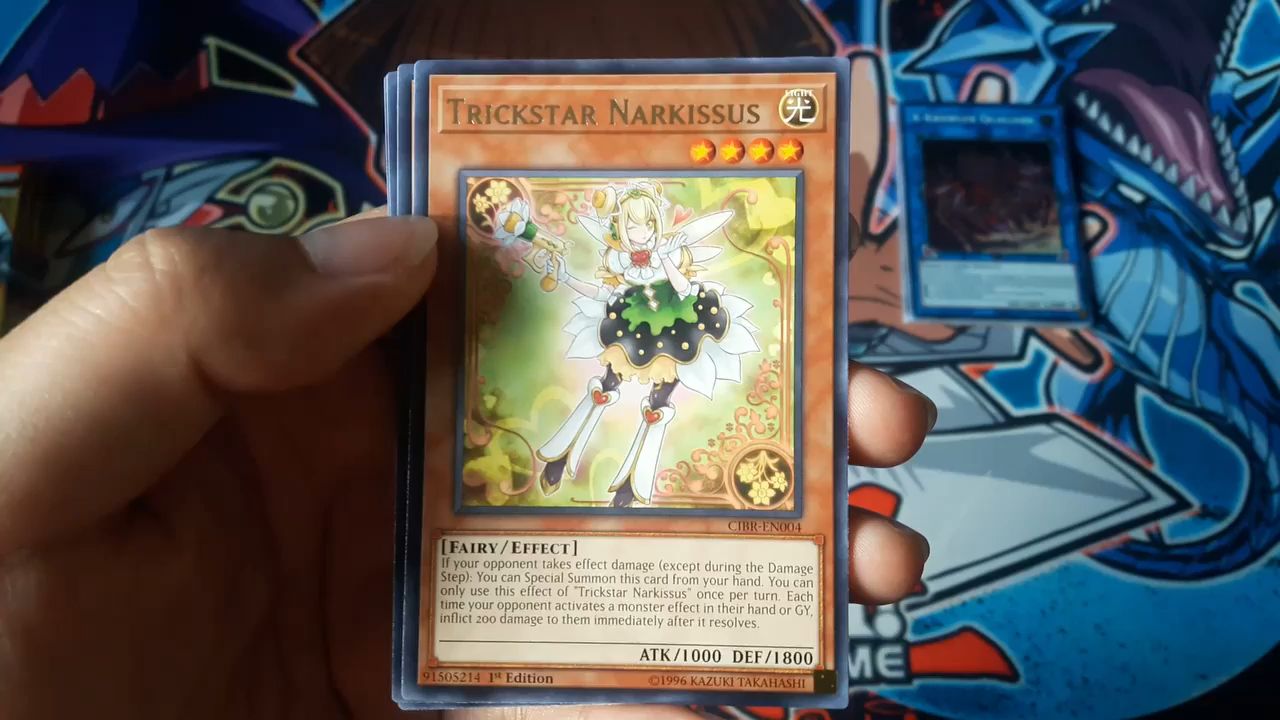 TRICKSTAR NARKISSUS
LIGHT
光
CIBR-EN004
[FAIRY/EFFECT]
If your opponent takes effect damage (except during the Damage
Step): You can Special Summon this card from your hand. You can
only use this effect of "Trickstar Narkissus" once per turn. Each
time your opponent activates a monster effect in their hand or GY,
inflict 200 damage to them immediately after it resolves.
ATK/1000 DEF/1800
91505214 1st Edition
©1996 KAZUKI TAKAHASHI
ME